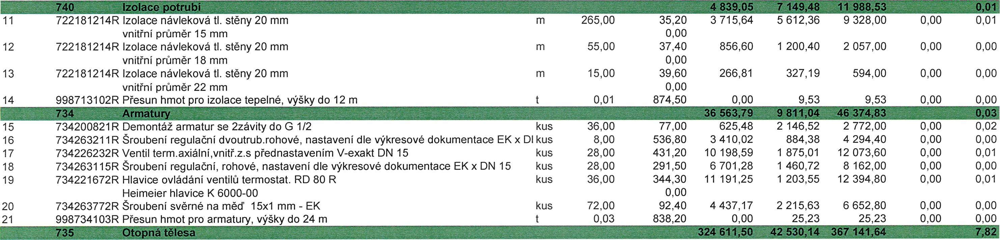 740 Izolace potrubí 4 839,05 7 149,48 11 988,53 0,01
11 722181214R Izolace návleková tl. stěny 20 mm m 265,00 35,20 3 715,64 5 612,36 9 328,00 0,00 0,01
vnitřní průměr 15 mm 0,00
12 722181214R Izolace návleková tl. stěny 20 mm m 55,00 37,40 856,60 1 200,40 2 057,00 0,00 0,00
vnitřní průměr 18 mm 0,00
13 722181214R Izolace návleková tl. stěny 20 mm m 15,00 39,60 266,81 327,19 594,00 0,00 0,00
vnitřní průměr 22 mm 0,00
14 998713102R Přesun hmot pro izolace tepelné, výšky do 12 m t 0,01 874,50 0,00 9,53 9,53 0,00 0,00
734 Armatury 36 563,79 9 811,04 46 374,83 0,03
15 734200821R Demontáž armatur se 2závity do G 1/2 kus 36,00 77,00 625,48 2 146,52 2 772,00 0,00 0,02
16 734263211R Šroubení regulační dvoutrub.rohové, nastavení dle výkresové dokumentace EK x DI kus 8,00 536,80 3 410,02 884,38 4 294,40 0,00 0,00
17 734226232R Ventil term.axiální,vnitř.z.s přednastavením V-exakt DN 15 kus 28,00 431,20 10 198,59 1 875,01 12 073,60 0,00 0,01
18 734263115R Šroubení regulační, rohové, nastavení dle výkresové dokumentace EK x DN 15 kus 28,00 291,50 6 701,28 1 460,72 8 162,00 0,00 0,00
19 734221672R Hlavice ovládání ventilů termostat. RD 80 R kus 36,00 344,30 11 191,25 1 203,55 12 394,80 0,00 0,01
Heimeier hlavice K 6000-00 0,00
20 734263772R Šroubení svěrné na měď 15x1 mm - EK kus 72,00 92,40 4 437,17 2 215,63 6 652,80 0,00 0,00
21 998734103R Přesun hmot pro armatury, výšky do 24 m t 0,03 838,20 0,00 25,23 25,23 0,00 0,00
735 Otopná tělesa 324 611,50 42 530,14 367 141,64 7,82